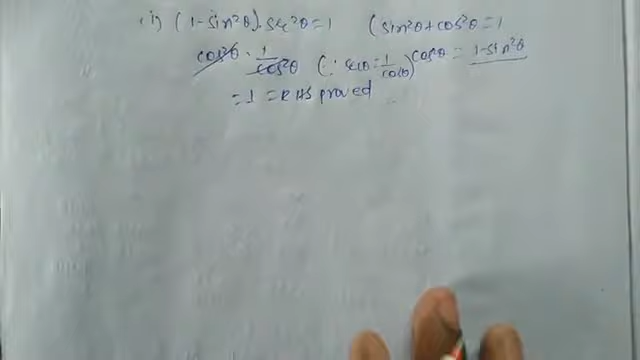 (i) (1-sin²θ).sec²θ=1 (sin²θ+cos²θ=1
cos²θ . 1/cos²θ (∵ secθ=1/cosθ) cos²θ = 1-sin²θ
=1 =RHS proved